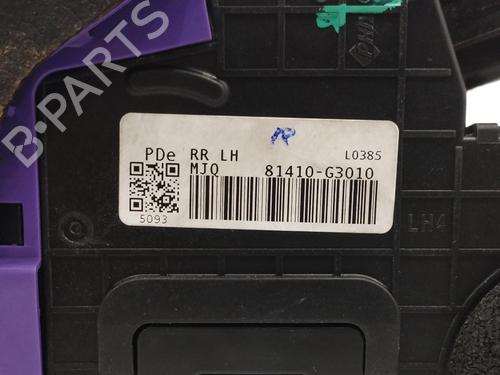 B-PARTS
PDe RR LH L0385
MJQ 81410-G3010
5093
LH4